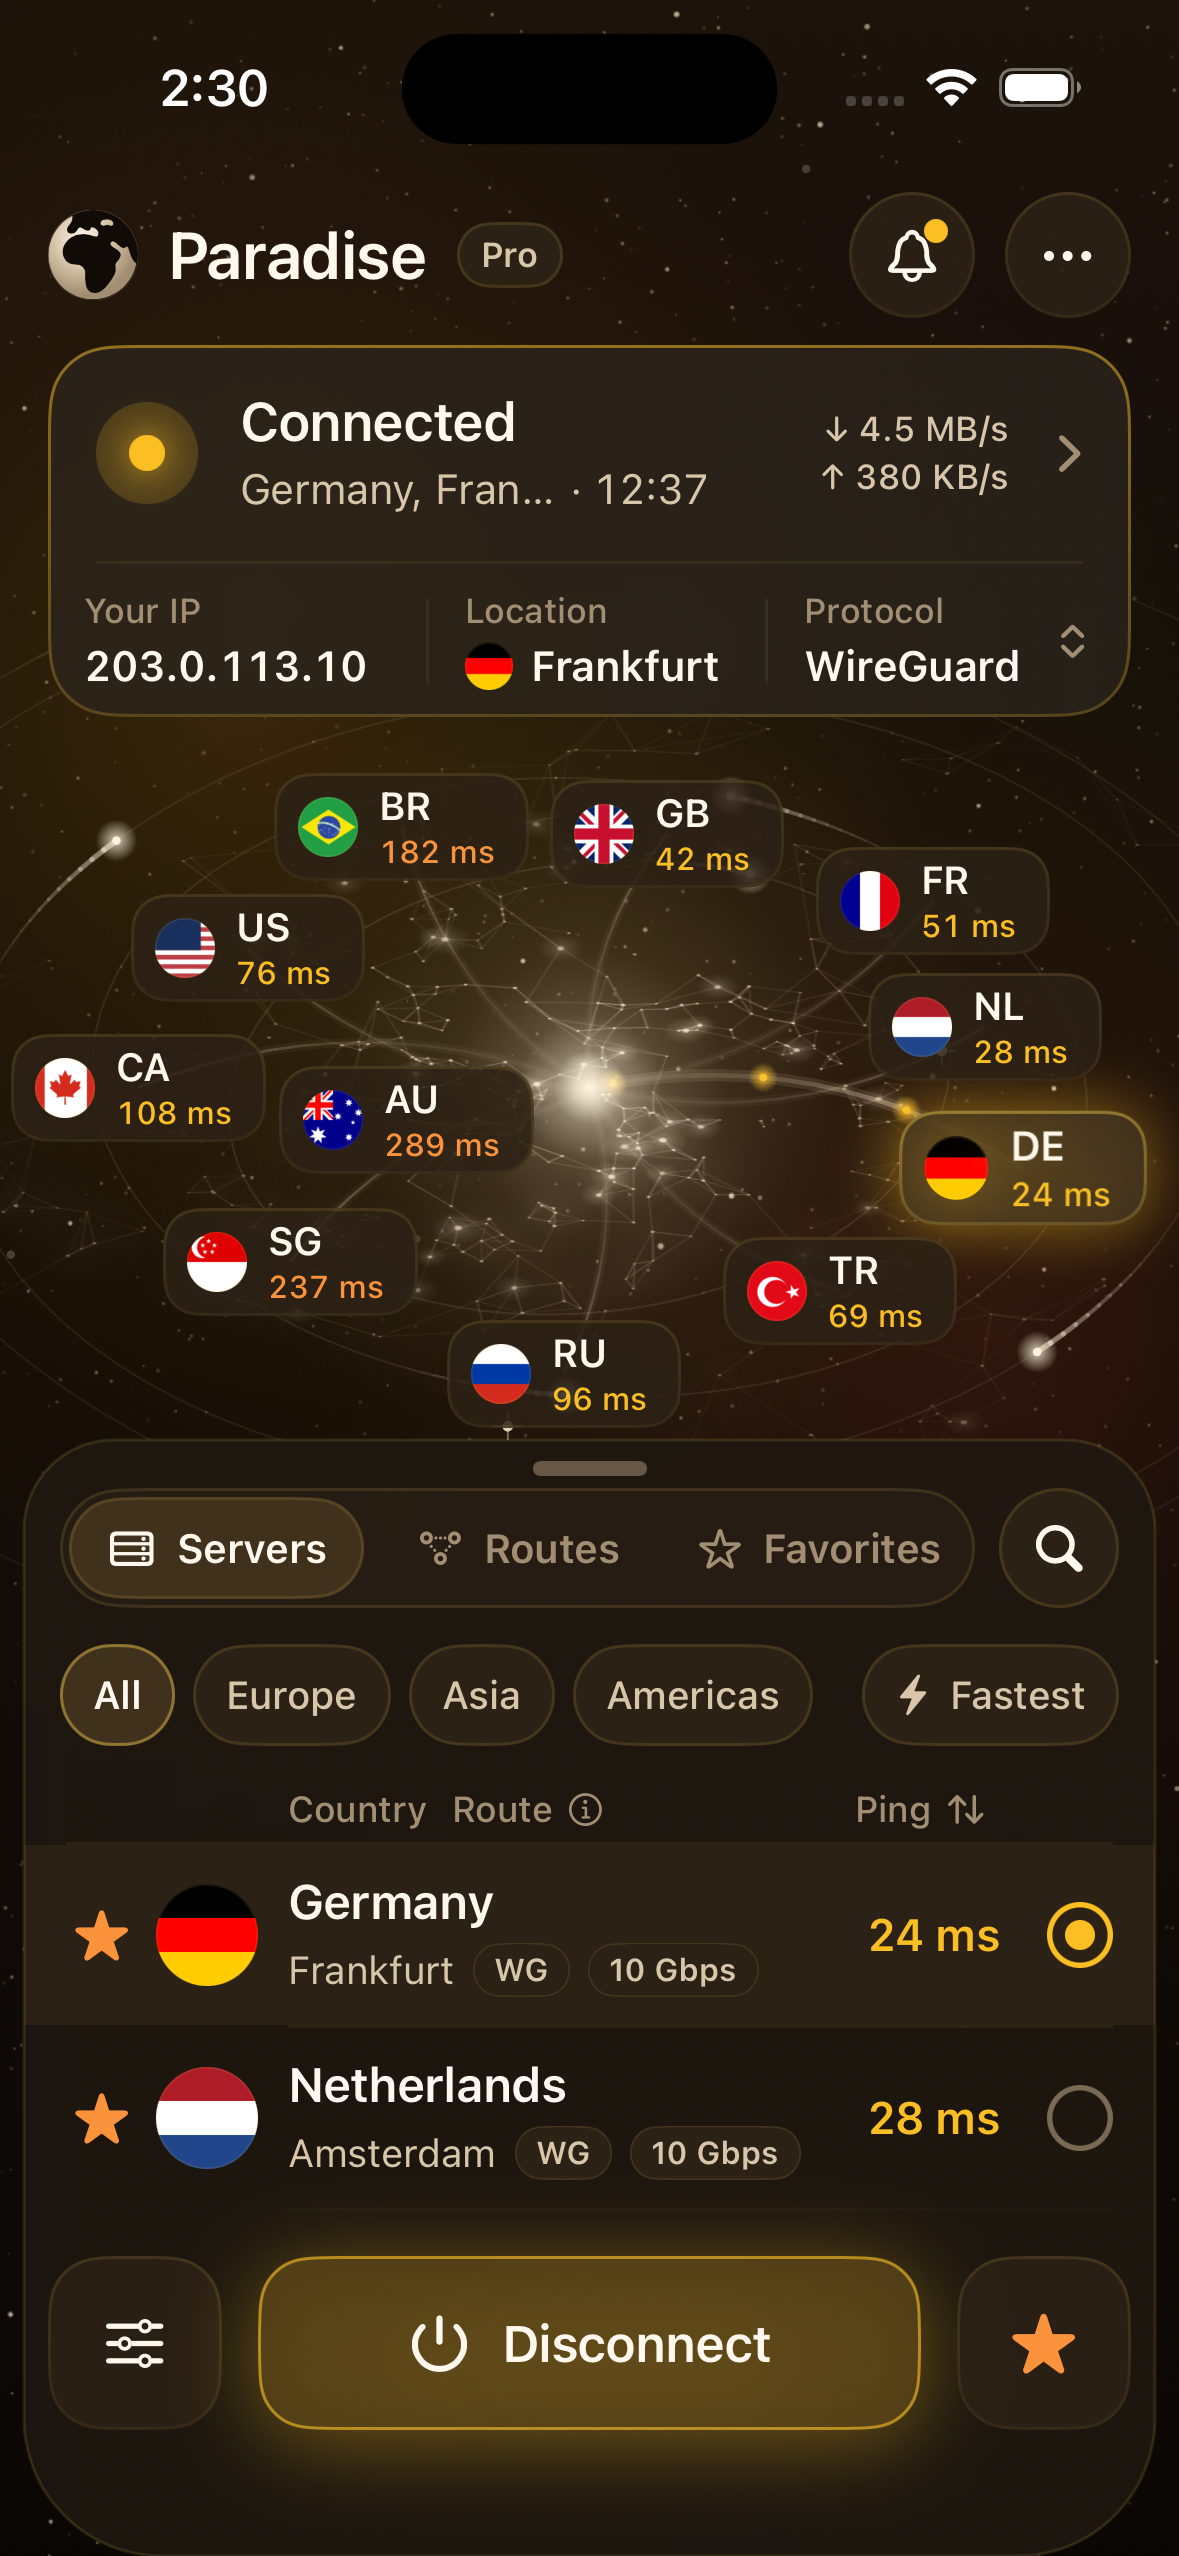 2:30
Paradise Pro
Connected
↓ 4.5 MB/s
Germany, Fran... · 12:37
↑ 380 KB/s
Your IP Location Protocol
203.0.113.10 Frankfurt WireGuard
BR
182 ms
GB
42 ms
FR
51 ms
US
76 ms
NL
28 ms
CA
108 ms
AU
289 ms
DE
24 ms
SG
237 ms
TR
69 ms
RU
96 ms
Servers Routes Favorites
All Europe Asia Americas Fastest
Country Route Ping
Germany
24 ms
Frankfurt WG 10 Gbps
Netherlands
28 ms
Amsterdam WG 10 Gbps
Disconnect